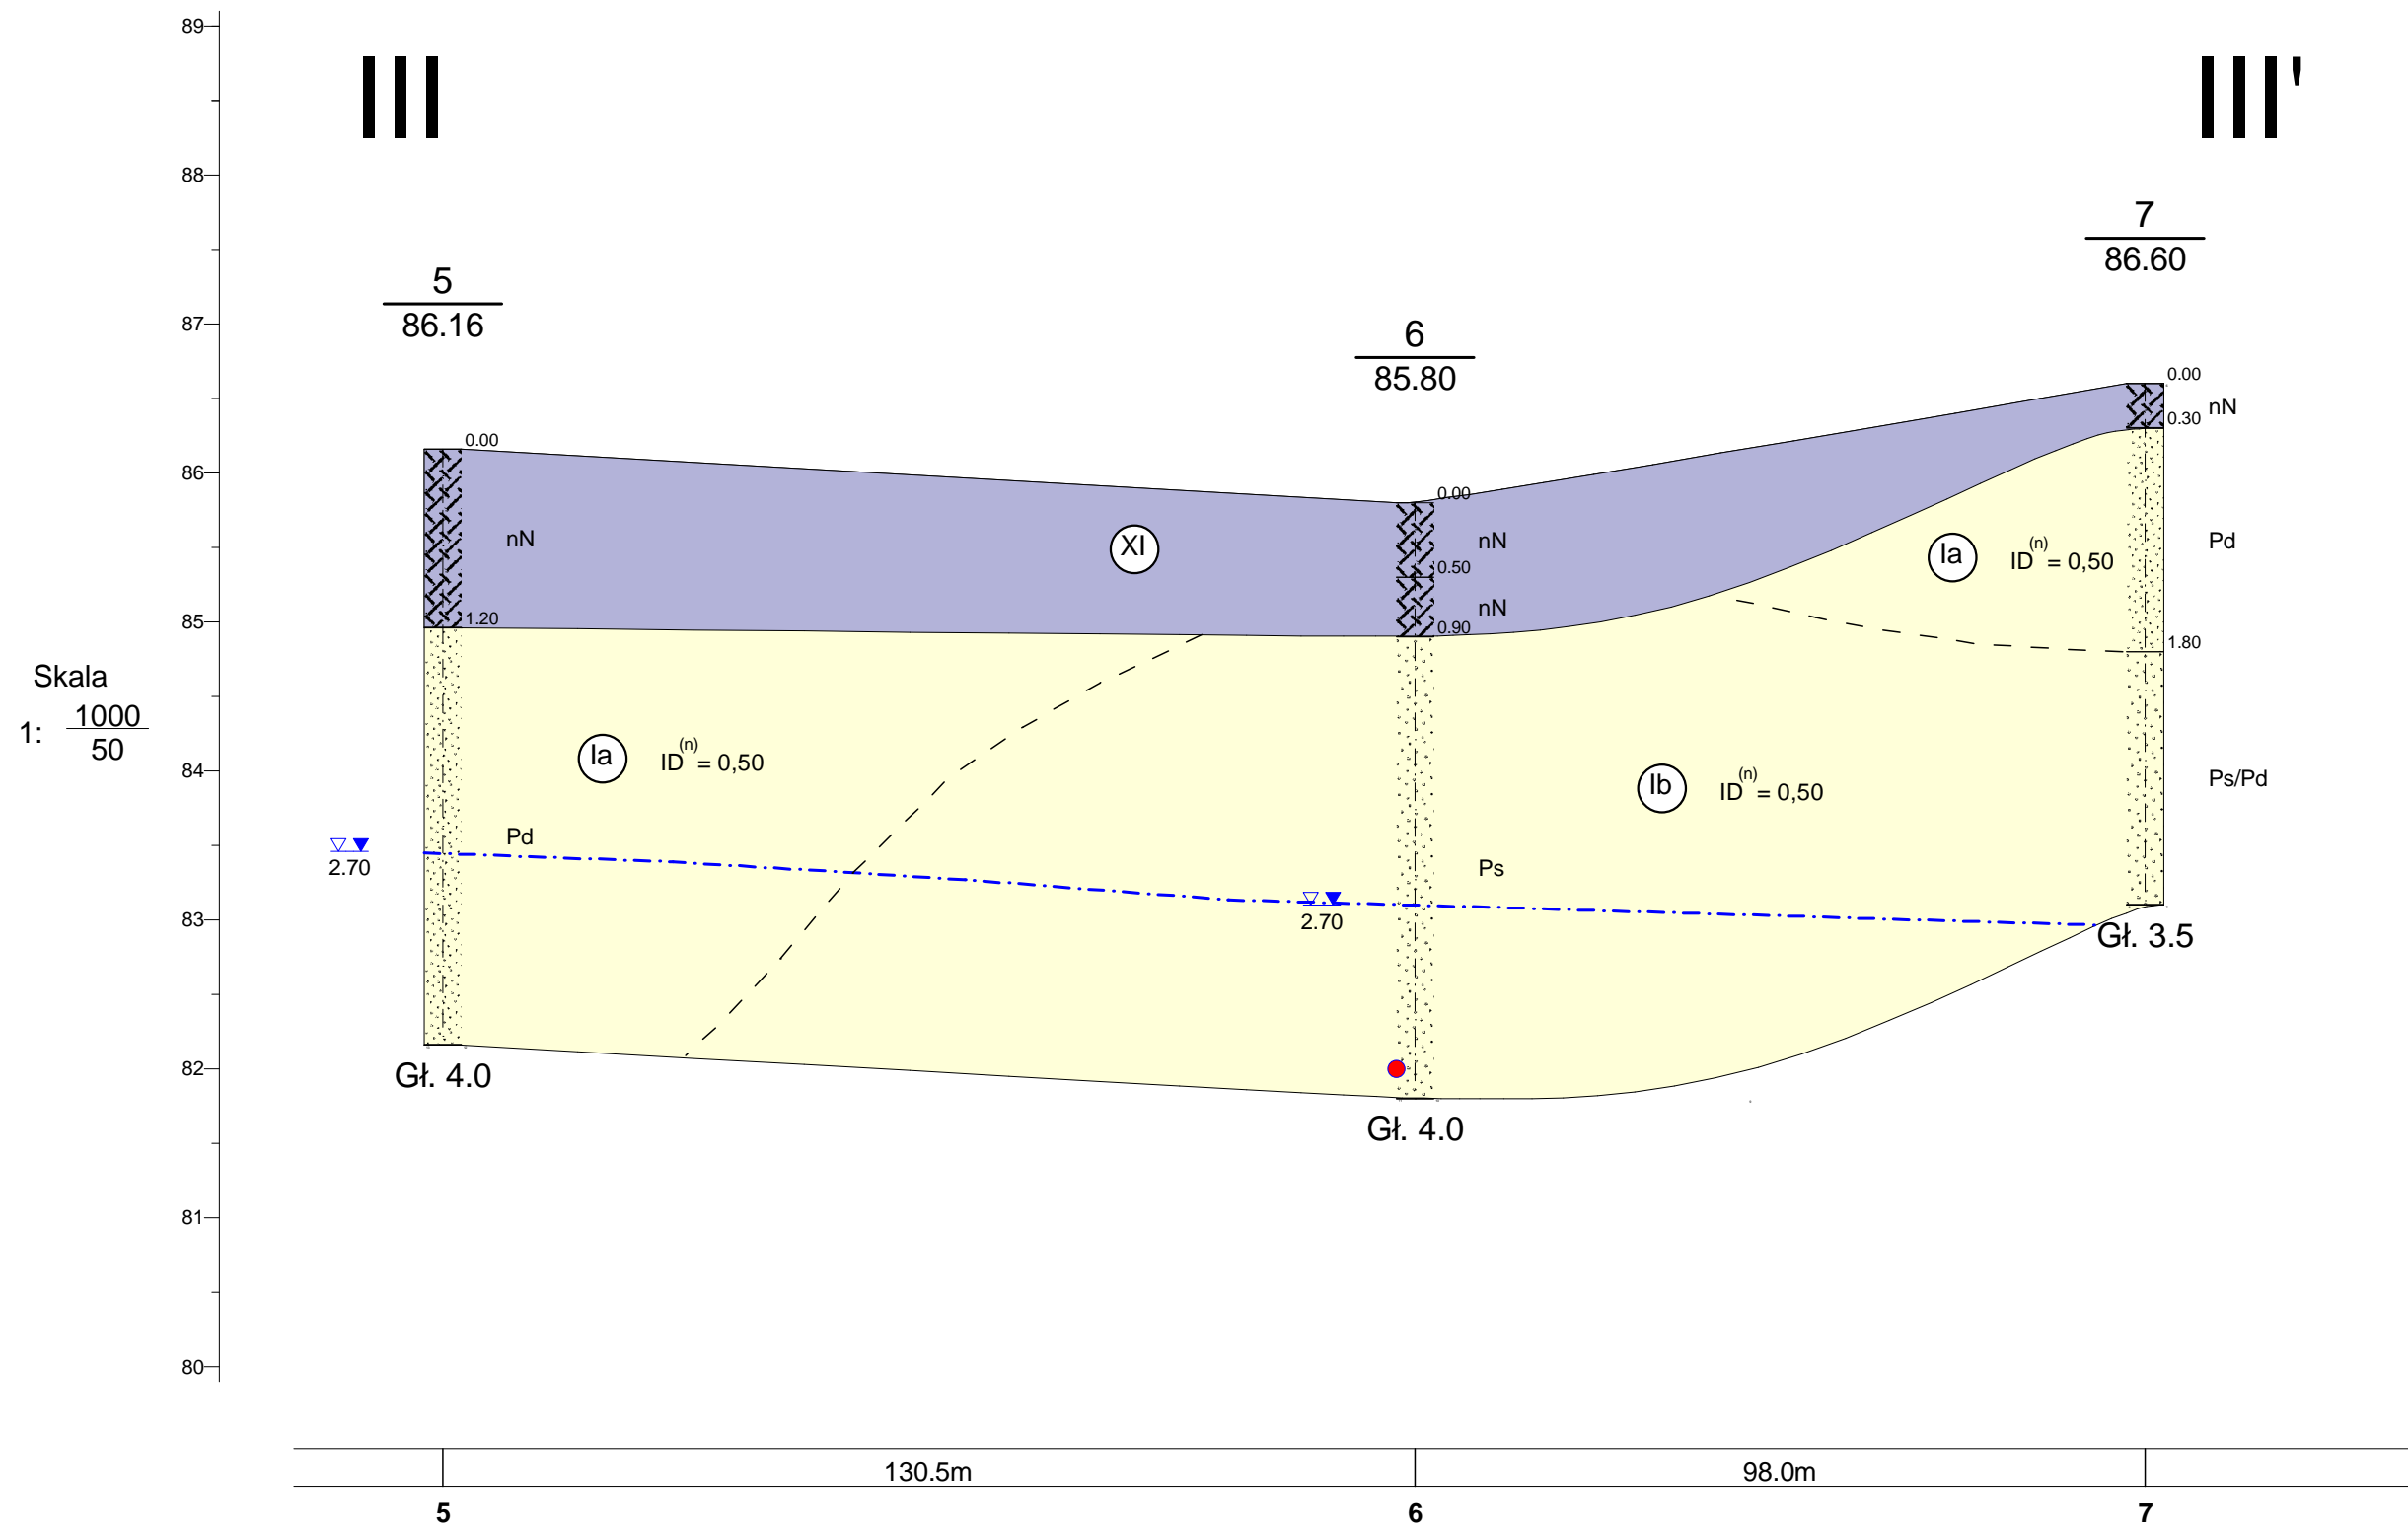 89
III
III'
88
7
86.60
5
86.16
87
6
85.80
0.00
nN
0.30
0.00
86
0.00
nN
XI
nN
Pd
Ia
ID(n) = 0,50
0.50
nN
85
1.20
0.90
1.80
Skala
1: 1000
50
Ia
ID(n) = 0,50
84
Ib
ID(n) = 0,50
Ps/Pd
Pd
2.70
Ps
83
2.70
Gł. 3.5
82
Gł. 4.0
Gł. 4.0
81
80
130.5m
98.0m
5
6
7